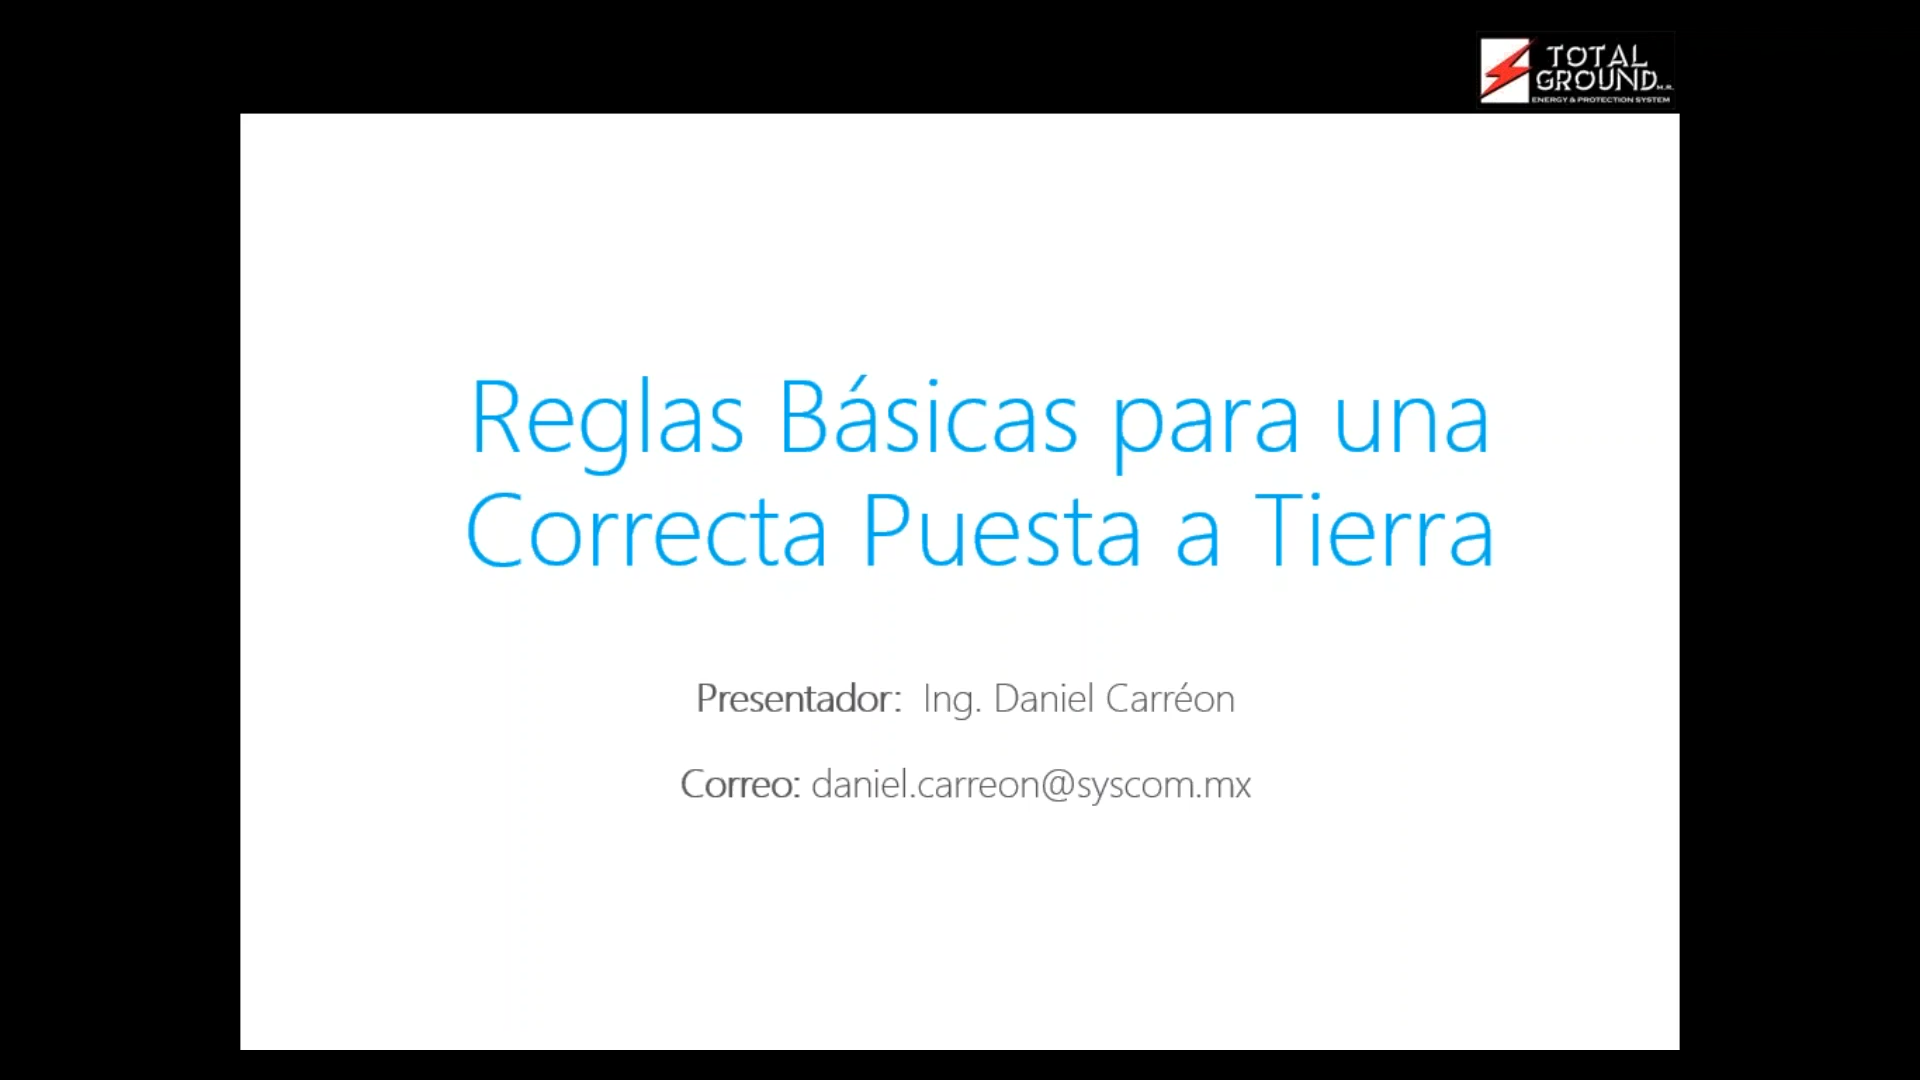 TOTAL
GROUND M.R.
ENERGY & PROTECTION SYSTEM
Reglas Básicas para una
Correcta Puesta a Tierra
Presentador: Ing. Daniel Carréon
Correo: daniel.carreon@syscom.mx